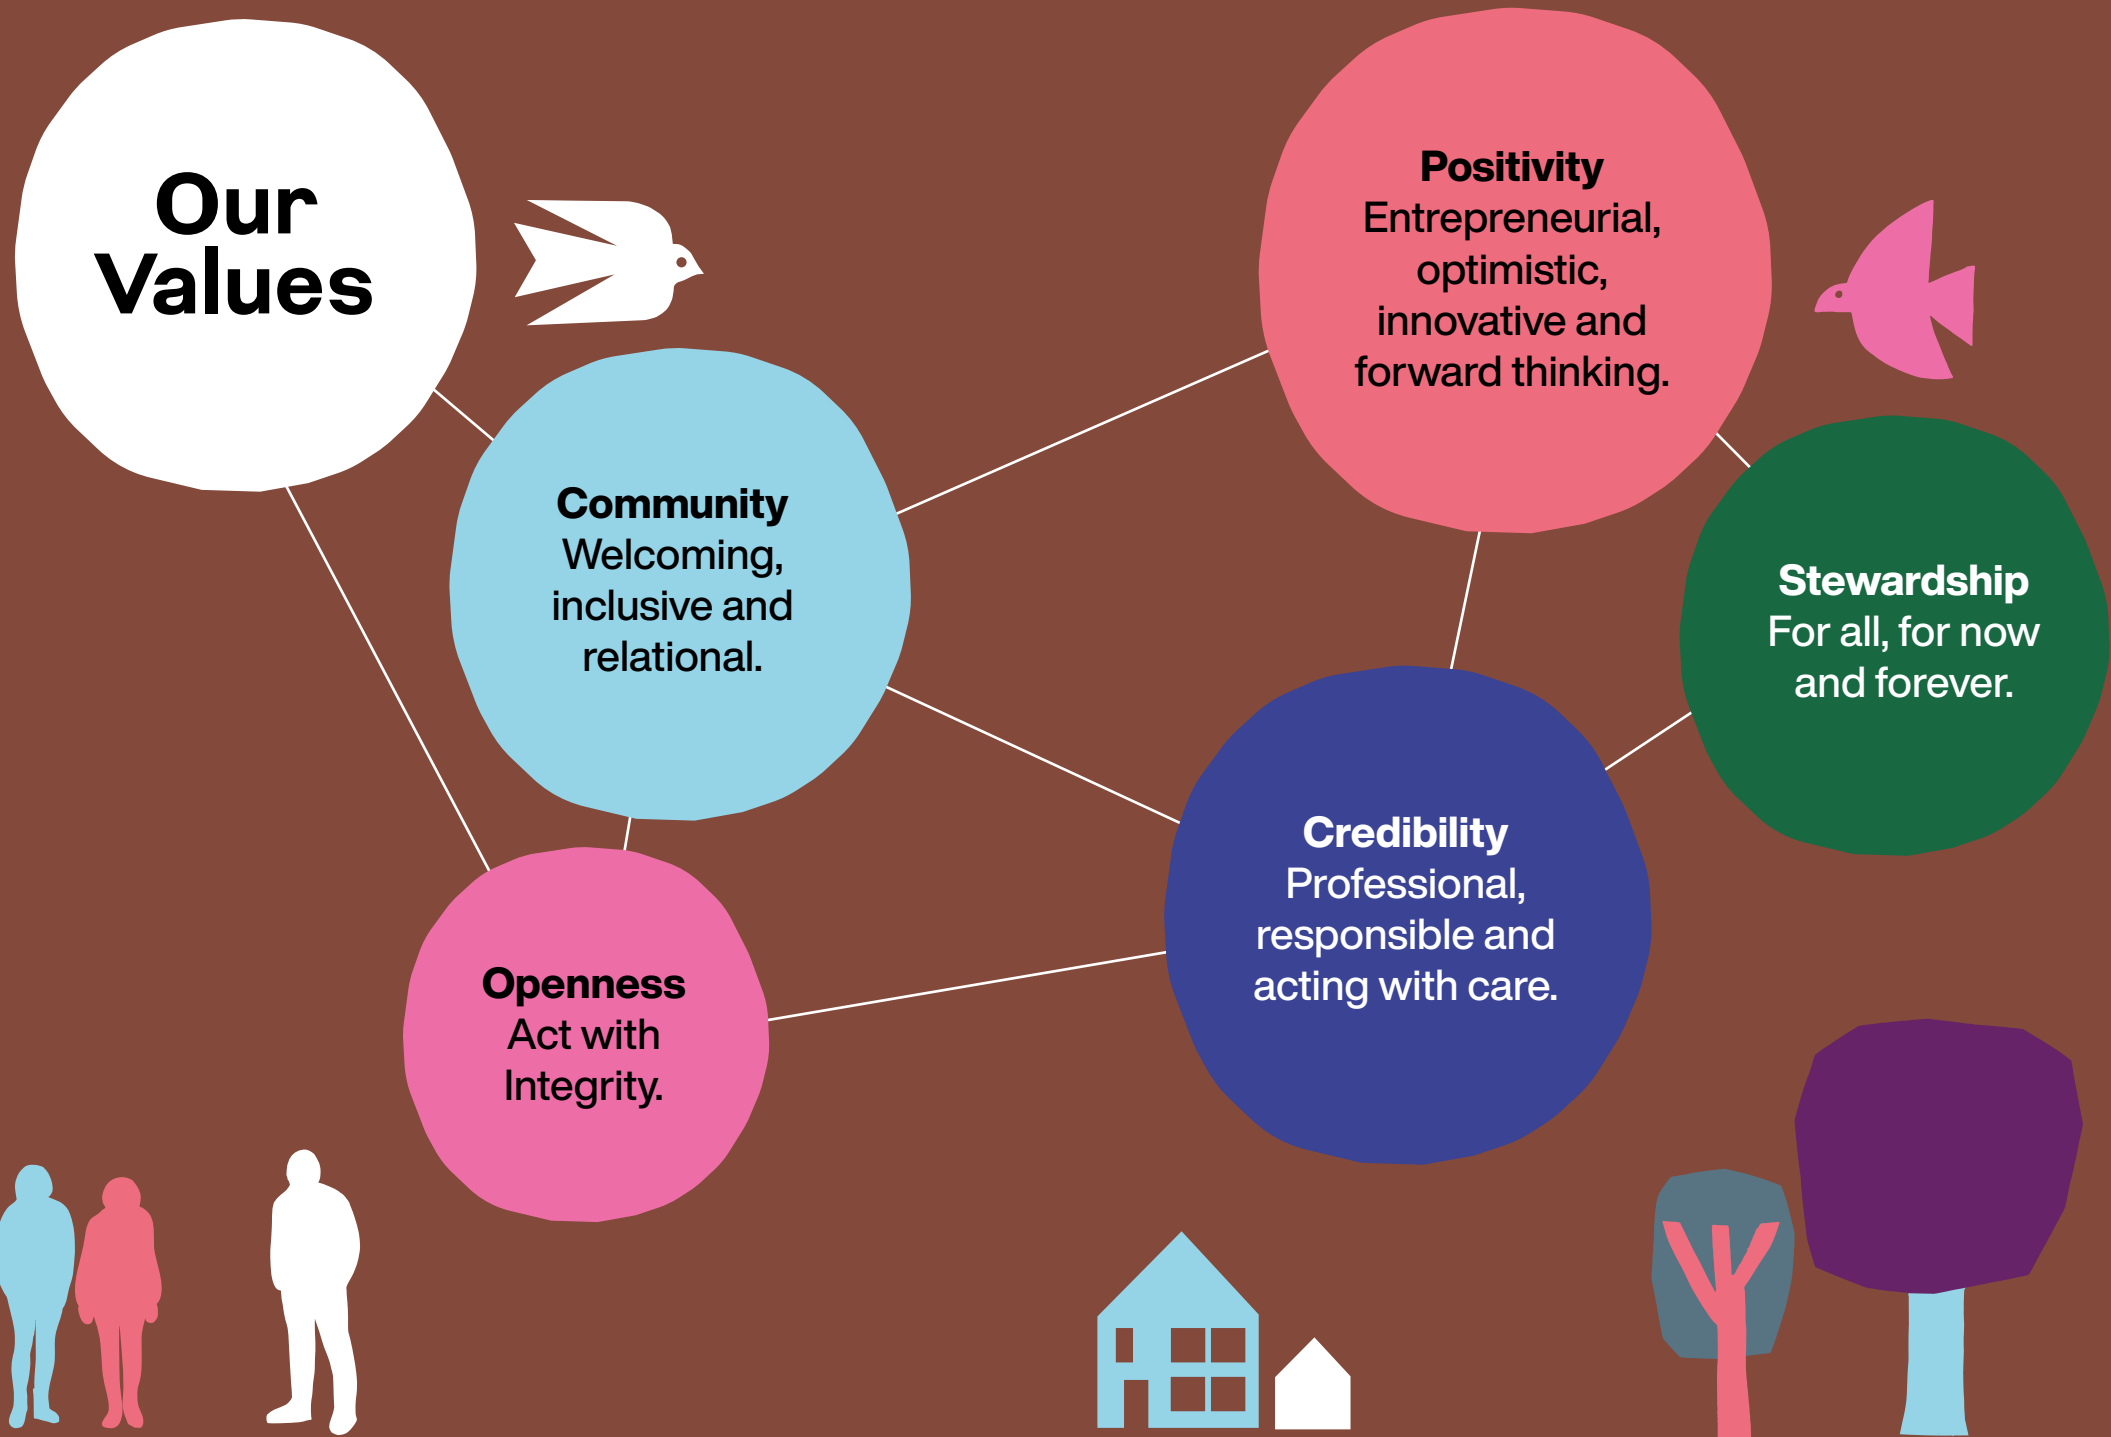 Our
Values
Community
Welcoming,
inclusive and
relational.
Openness
Act with
Integrity.
Positivity
Entrepreneurial,
optimistic,
innovative and
forward thinking.
Credibility
Professional,
responsible and
acting with care.
Stewardship
For all, for now
and forever.